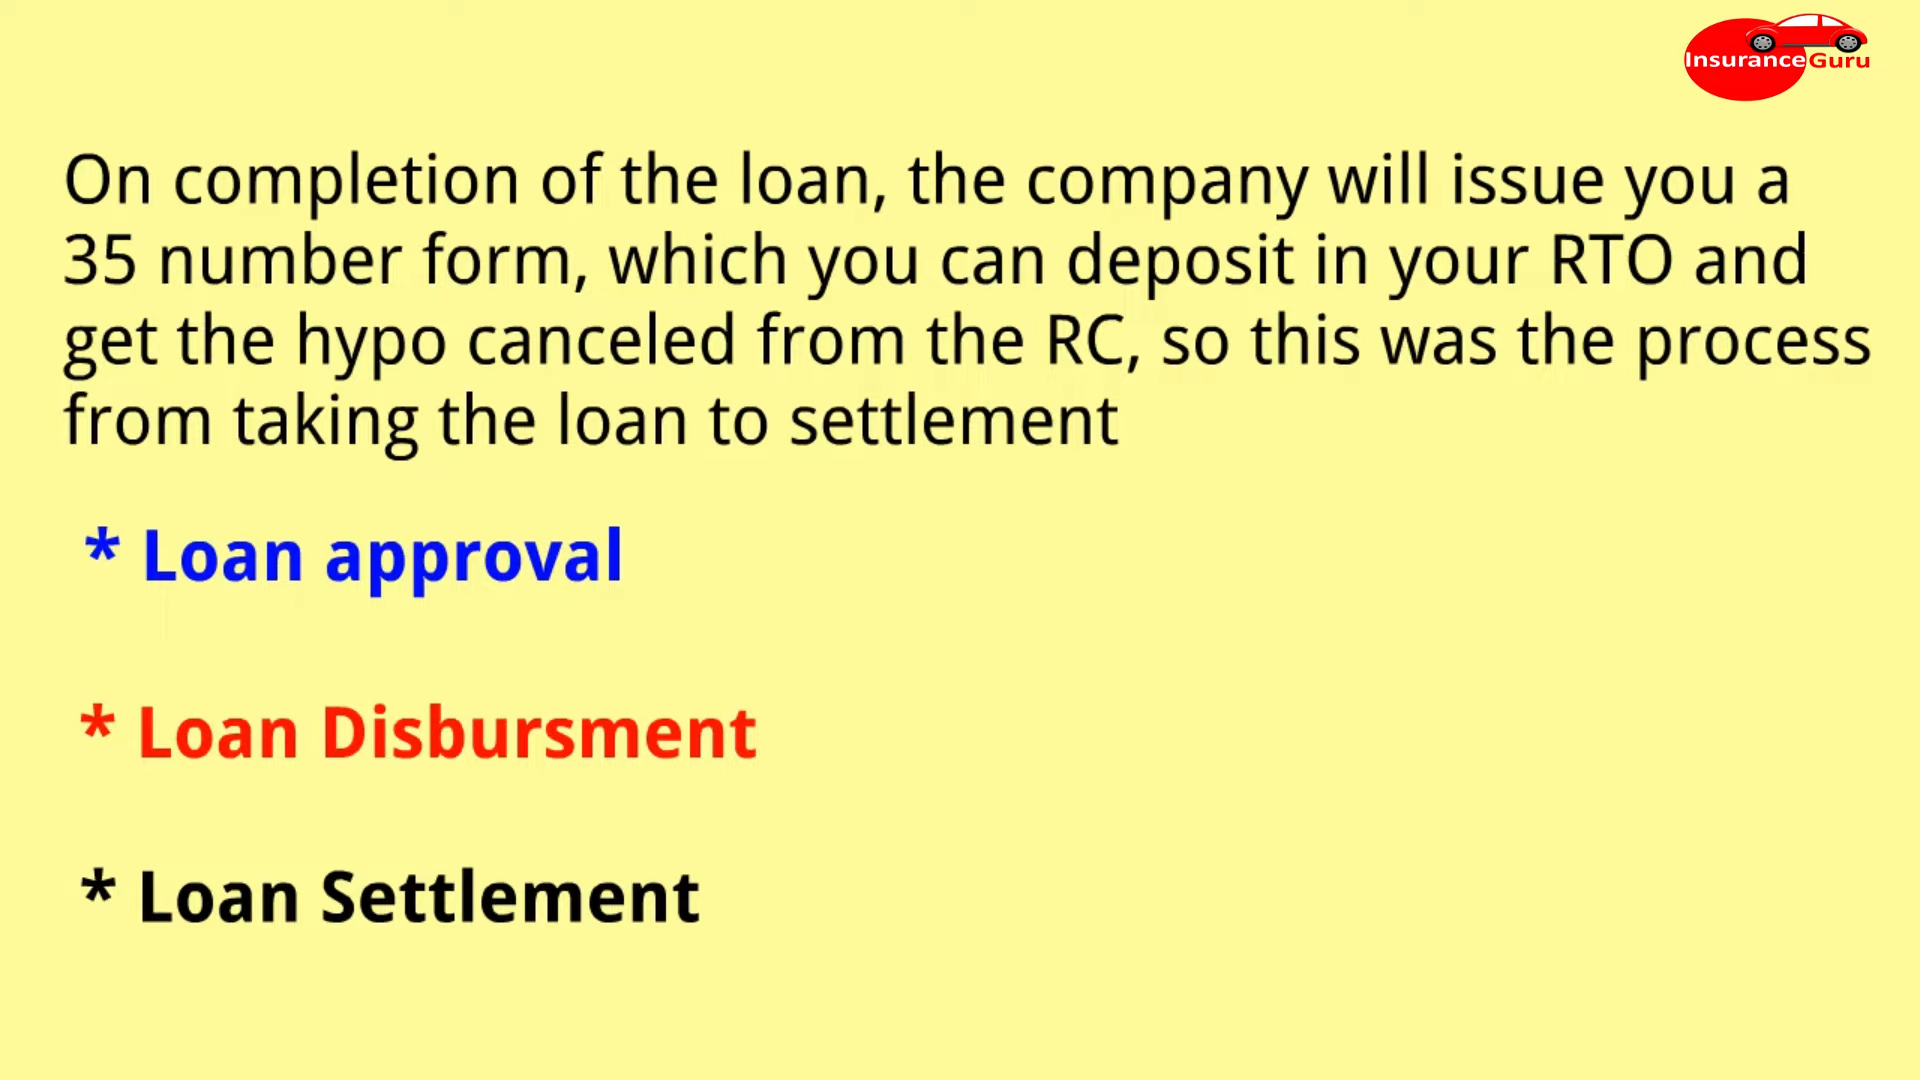 InsuranceGuru
On completion of the loan, the company will issue you a
35 number form, which you can deposit in your RTO and
get the hypo canceled from the RC, so this was the process
from taking the loan to settlement
* Loan approval
* Loan Disbursment
* Loan Settlement